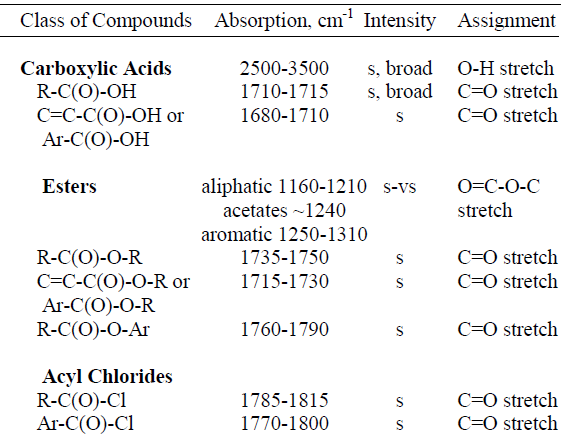 Class of Compounds Absorption, cm-1 Intensity Assignment
Carboxylic Acids 2500-3500 s, broad O-H stretch
R-C(O)-OH 1710-1715 s, broad C=O stretch
C=C-C(O)-OH or 1680-1710 s C=O stretch
Ar-C(O)-OH
Esters aliphatic 1160-1210 s-vs O=C-O-C
acetates ~1240 stretch
aromatic 1250-1310
R-C(O)-O-R 1735-1750 s C=O stretch
C=C-C(O)-O-R or 1715-1730 s C=O stretch
Ar-C(O)-O-R
R-C(O)-O-Ar 1760-1790 s C=O stretch
Acyl Chlorides
R-C(O)-Cl 1785-1815 s C=O stretch
Ar-C(O)-Cl 1770-1800 s C=O stretch